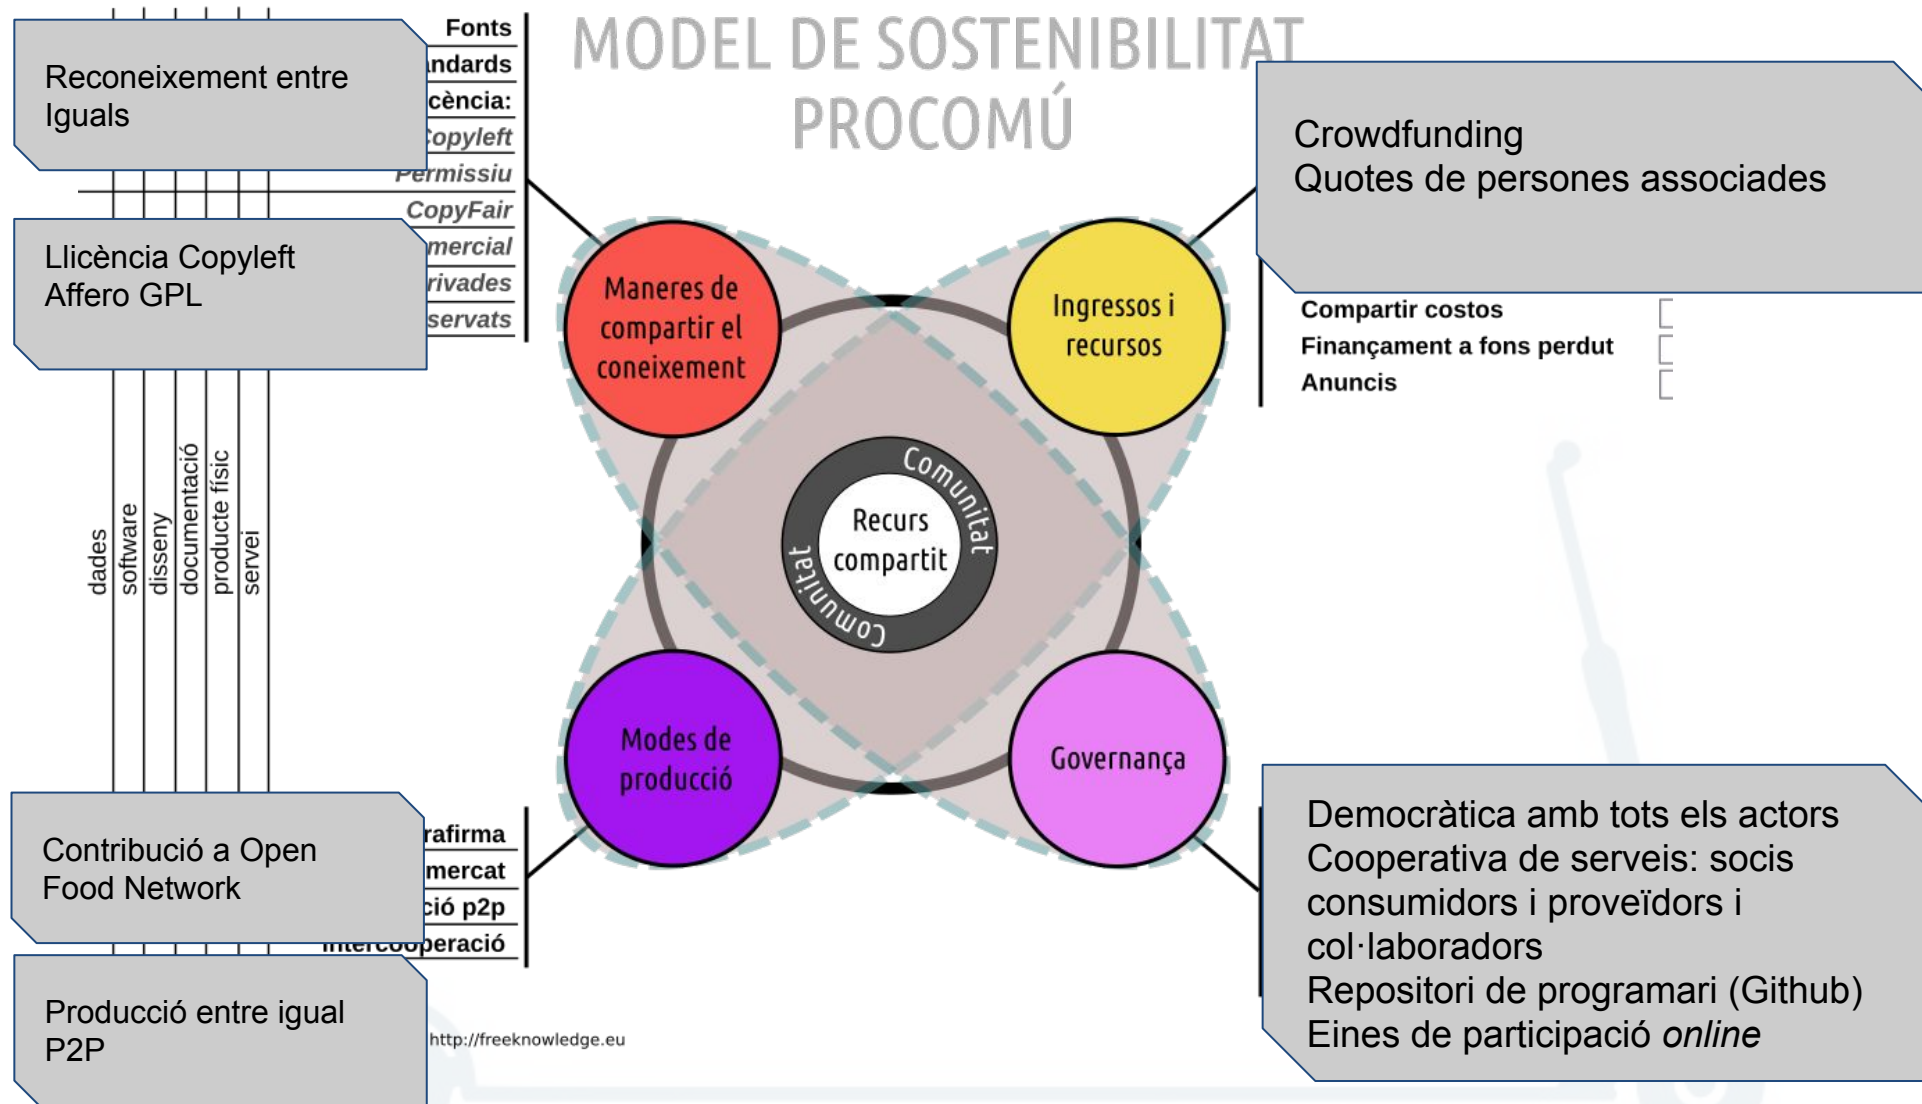 MODEL DE SOSTENIBILITAT
PROCOMÚ
Reconeixement entre
Iguals
Llicència Copyleft
Affero GPL
Fonts
andards
cència:
Copyleft
Permissiu
CopyFair
mercial
rivades
servats
dades
software
disseny
documentació
producte físic
servei
Crowdfunding
Quotes de persones associades
Compartir costos
Finançament a fons perdut
Anuncis
Maneres de
compartir el
coneixement
Ingressos i
recursos
Comunitat
Recurs
compartit
Comunitat
Modes de
producció
Governança
Contribució a Open
Food Network
rafirma
mercat
ció p2p
Intercooperació
Producció entre igual
P2P
http://freeknowledge.eu
Democràtica amb tots els actors
Cooperativa de serveis: socis
consumidors i proveïdors i
col·laboradors
Repositori de programari (Github)
Eines de participació online